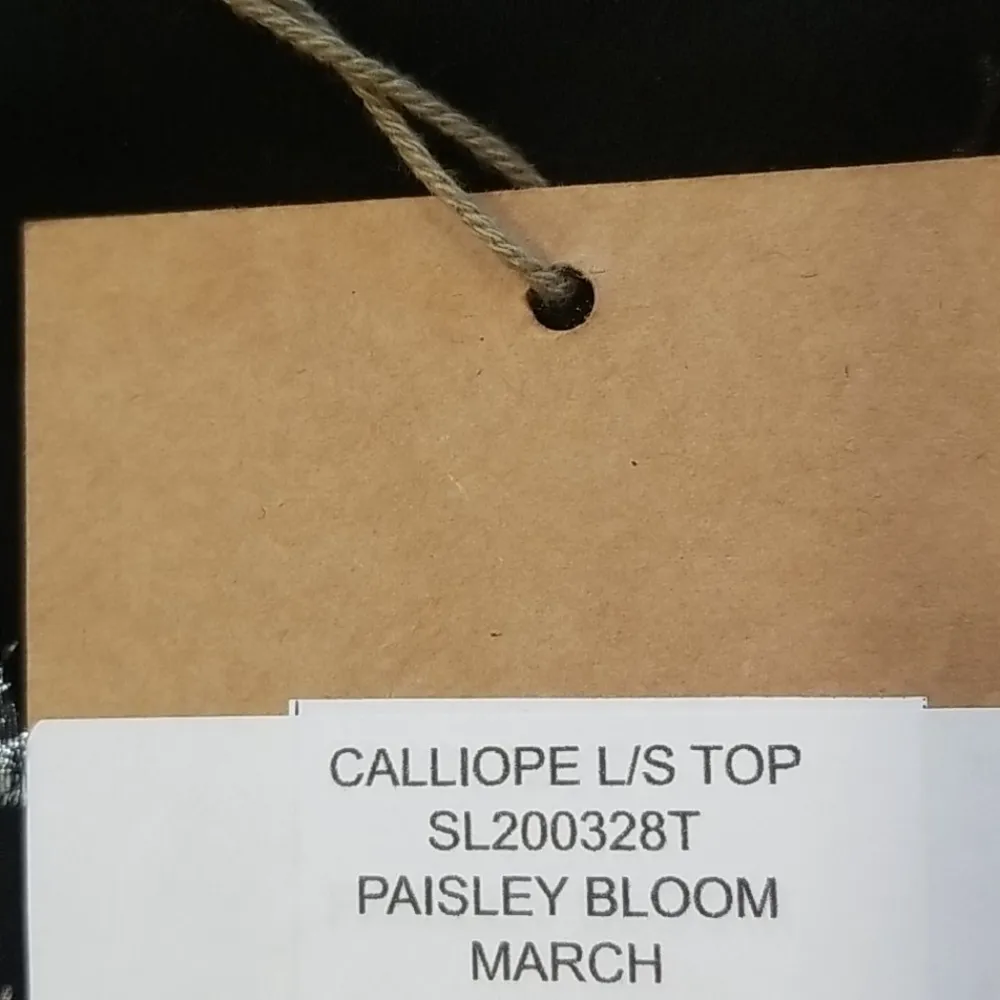 CALLIOPE L/S TOP
SL200328T
PAISLEY BLOOM
MARCH